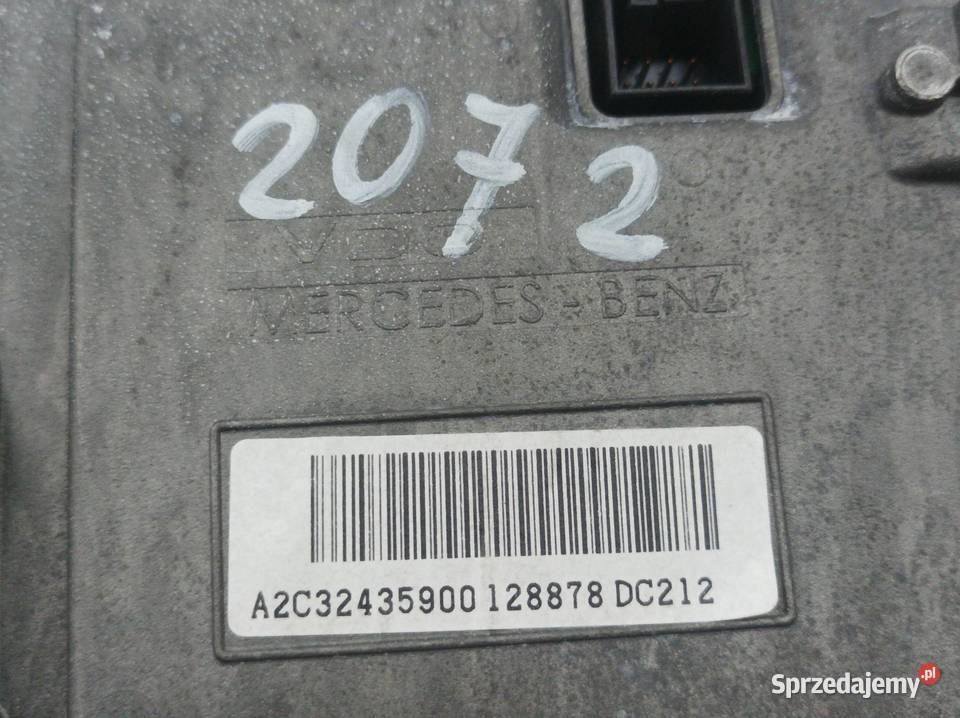 2072
VDO
MERCEDES-BENZ
A2C32435900 128878 DC212
Sprzedajemy.pl